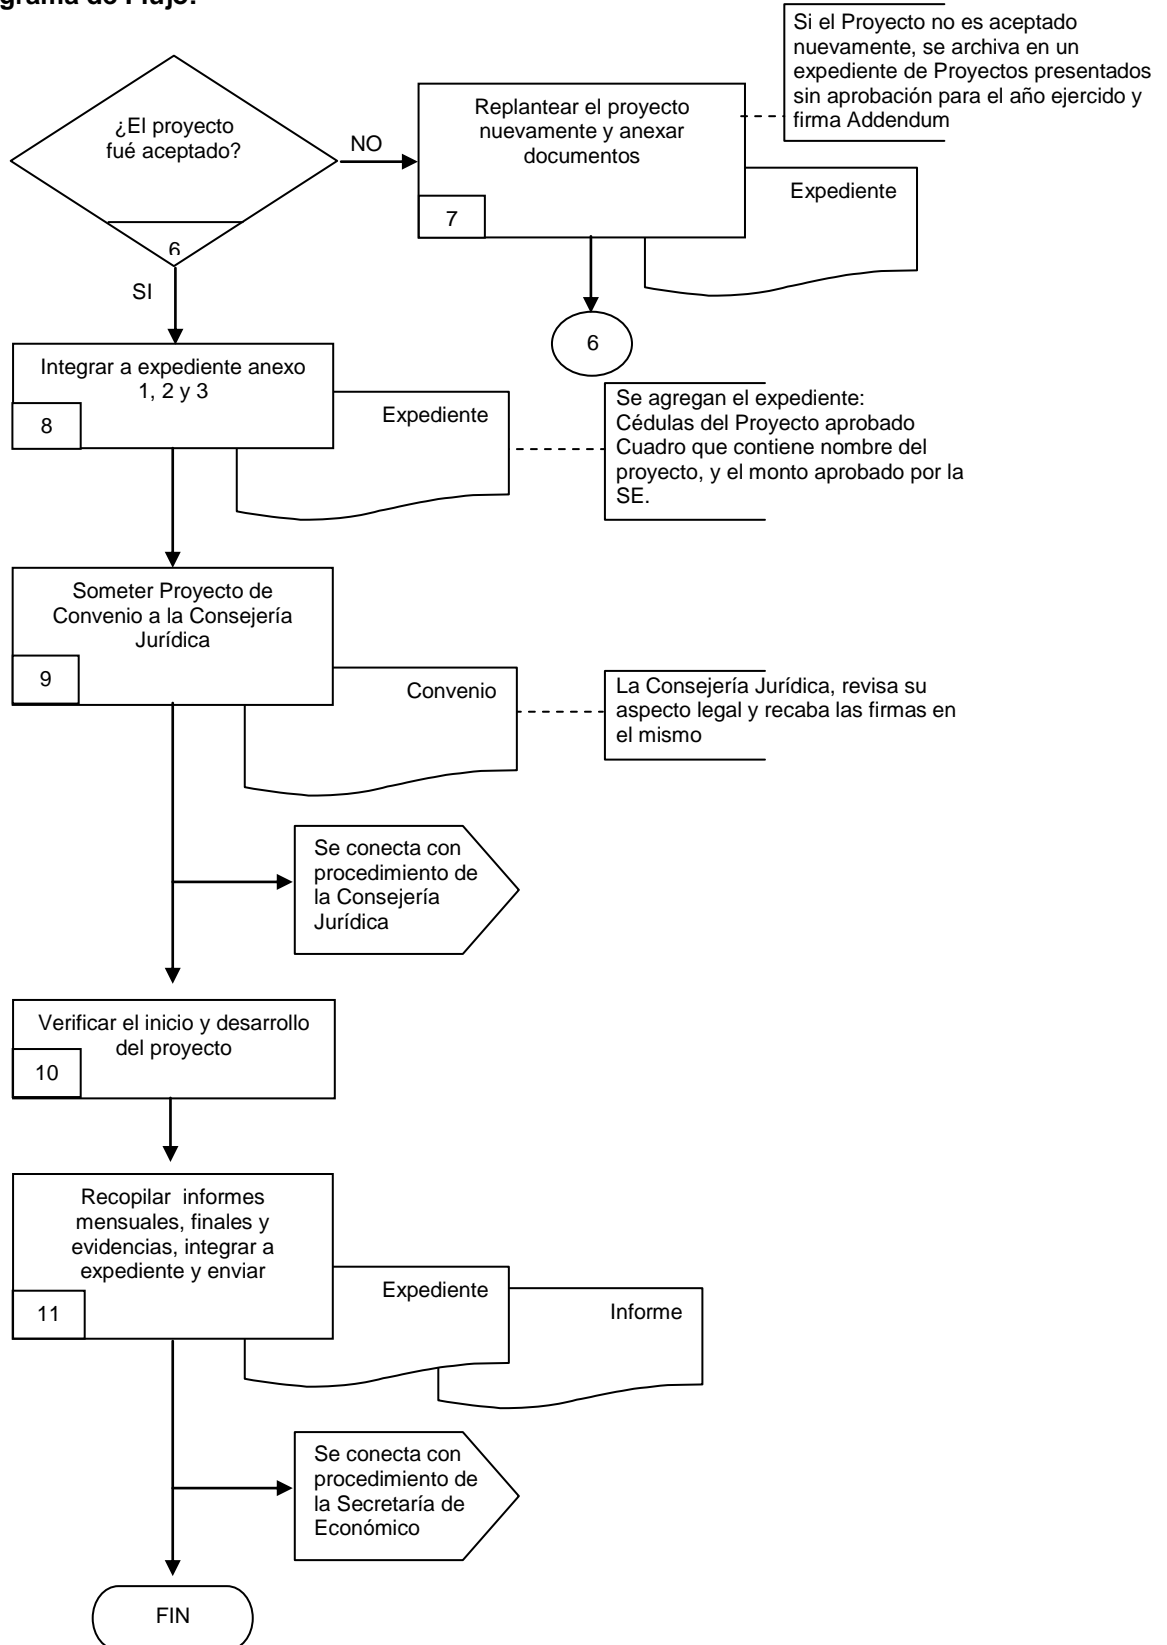 grama de Flujo:
Si el Proyecto no es aceptado
nuevamente, se archiva en un
expediente de Proyectos presentados
sin aprobación para el año ejercido y
firma Addendum
¿El proyecto
fué aceptado?
6
NO
Replantear el proyecto
nuevamente y anexar
documentos
7
Expediente
SI
6
Integrar a expediente anexo
1, 2 y 3
8
Expediente
Se agregan el expediente:
Cédulas del Proyecto aprobado
Cuadro que contiene nombre del
proyecto, y el monto aprobado por la
SE.
Someter Proyecto de
Convenio a la Consejería
Jurídica
9
Convenio
La Consejería Jurídica, revisa su
aspecto legal y recaba las firmas en
el mismo
Se conecta con
procedimiento de
la Consejería
Jurídica
Verificar el inicio y desarrollo
del proyecto
10
Recopilar informes
mensuales, finales y
evidencias, integrar a
expediente y enviar
11
Expediente
Informe
Se conecta con
procedimiento de
la Secretaría de
Económico
FIN